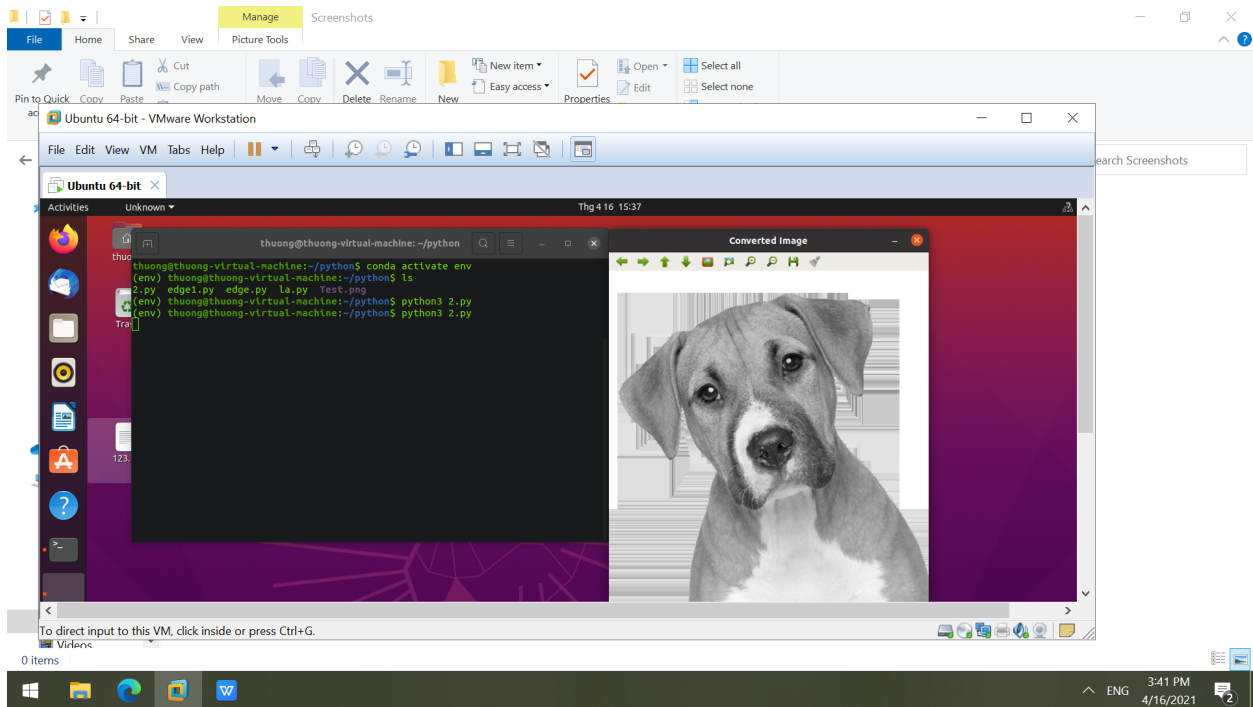 Manage
Screenshots
File Home Share View Picture Tools
Cut
Copy path
New item
Easy access
Open
Edit
Select all
Select none
Pin to Quick Copy Paste Move Copy Delete Rename New Properties
Ubuntu 64-bit - VMware Workstation
File Edit View VM Tabs Help
earch Screenshots
Ubuntu 64-bit
Activities Unknown Thg 4 16 15:37
thuong@thuong-virtual-machine: ~/python
Converted Image
thuo
thuong@thuong-virtual-machine:~/python$ conda activate env
(env) thuong@thuong-virtual-machine:~/python$ ls
2.py edge1.py edge.py la.py Test.png
(env) thuong@thuong-virtual-machine:~/python$ python3 2.py
(env) thuong@thuong-virtual-machine:~/python$ python3 2.py
Tra
123.
To direct input to this VM, click inside or press Ctrl+G.
Videos
0 items
ENG
3:41 PM
4/16/2021
2